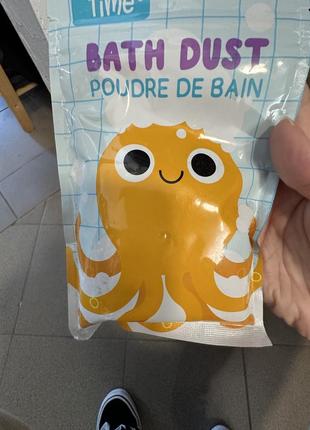 Time
BATH DUST
POUDRE DE BAIN